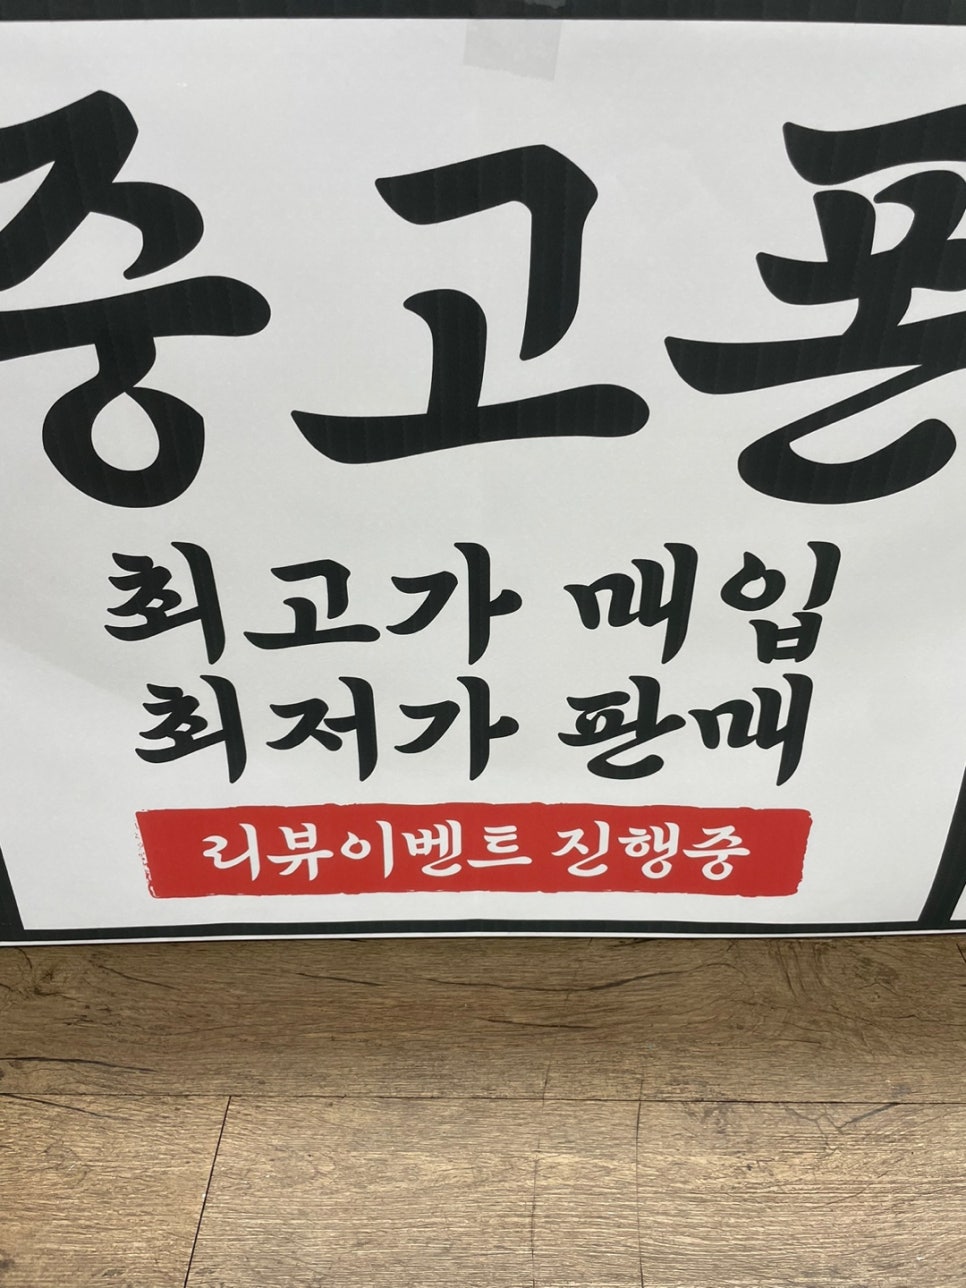 중고폰
최고가 매입
최저가 판매
리뷰이벤트 진행중